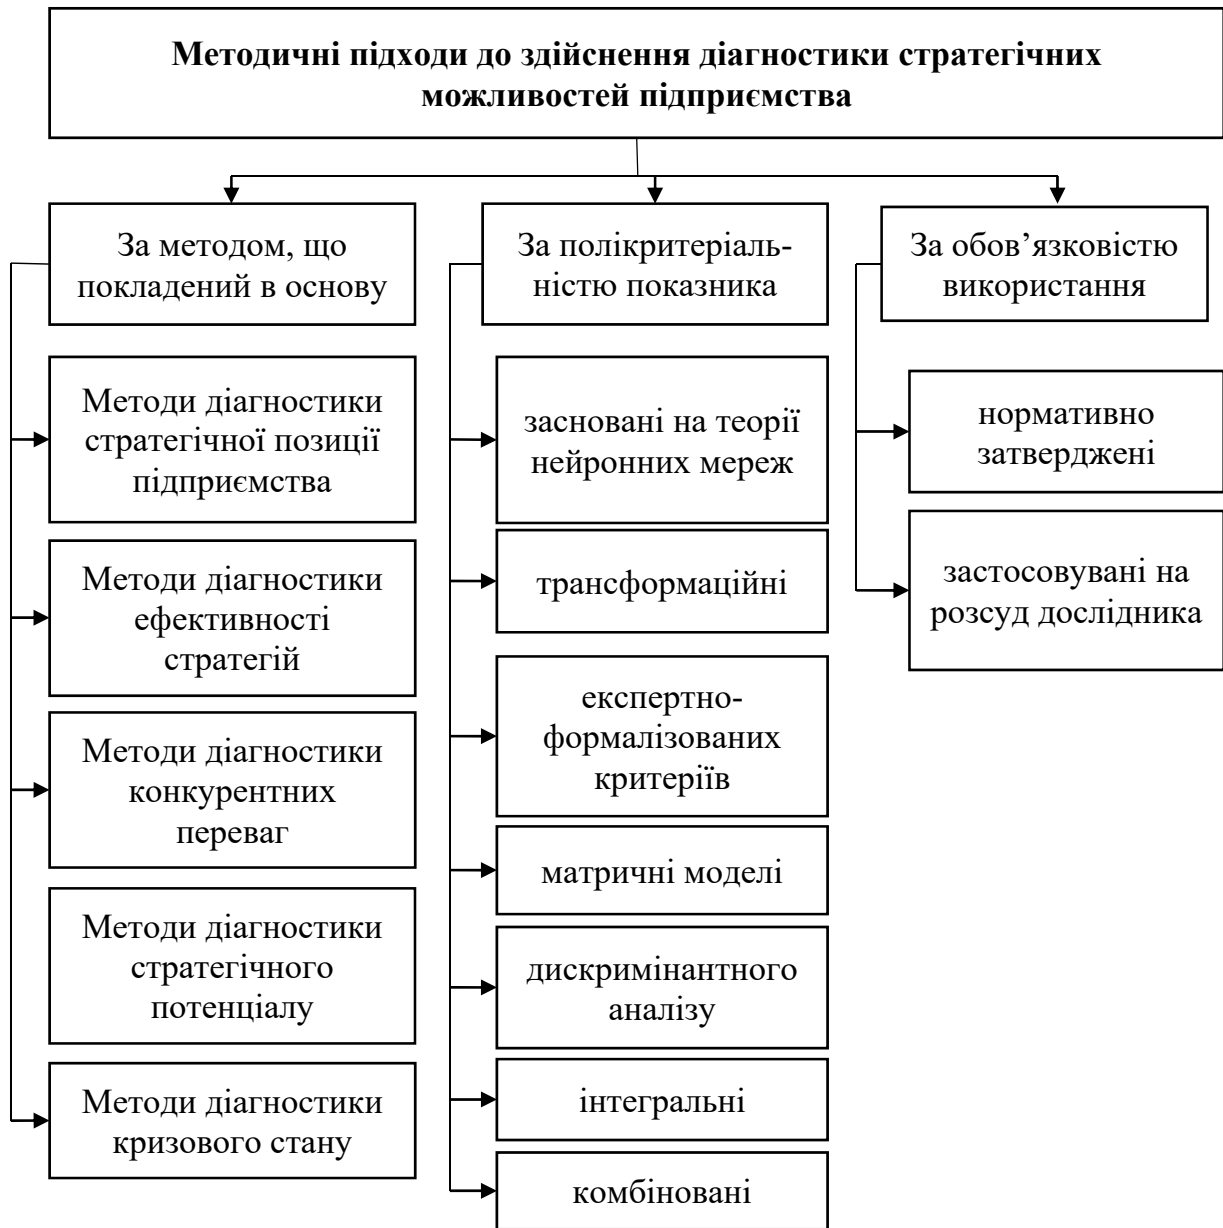 Методичні підходи до здійснення діагностики стратегічних
можливостей підприємства
За методом, що
покладений в основу
Методи діагностики
стратегічної позиції
підприємства
Методи діагностики
ефективності
стратегій
Методи діагностики
конкурентних
переваг
Методи діагностики
стратегічного
потенціалу
Методи діагностики
кризового стану
За полікритеріаль-
ністю показника
засновані на теорії
нейронних мереж
трансформаційні
експертно-
формалізованих
критеріїв
матричні моделі
дискримінантного
аналізу
інтегральні
комбіновані
За обов’язковістю
використання
нормативно
затверджені
застосовувані на
розсуд дослідника